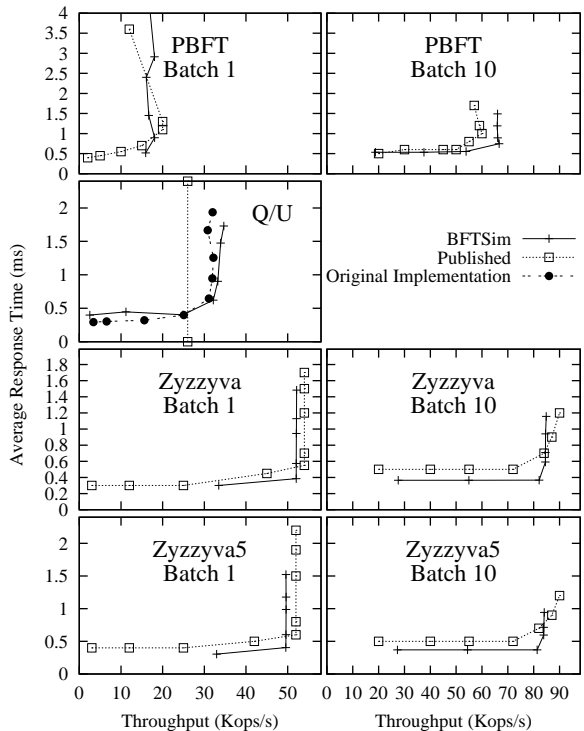 4
3.5
3
2.5
2
1.5
1
0.5
0
PBFT
Batch 1
PBFT
Batch 10
2
1.5
1
0.5
0
Q/U
BFTSim
Published
Original Implementation
Average Response Time (ms)
1.8
1.6
1.4
1.2
1
0.8
0.6
0.4
0.2
0
Zyzzyva
Batch 1
Zyzzyva
Batch 10
2
1.5
1
0.5
0
Zyzzyva5
Batch 1
Zyzzyva5
Batch 10
0 10 20 30 40 50
0 10 20 30 40 50 60 70 80 90
Throughput (Kops/s)
Throughput (Kops/s)